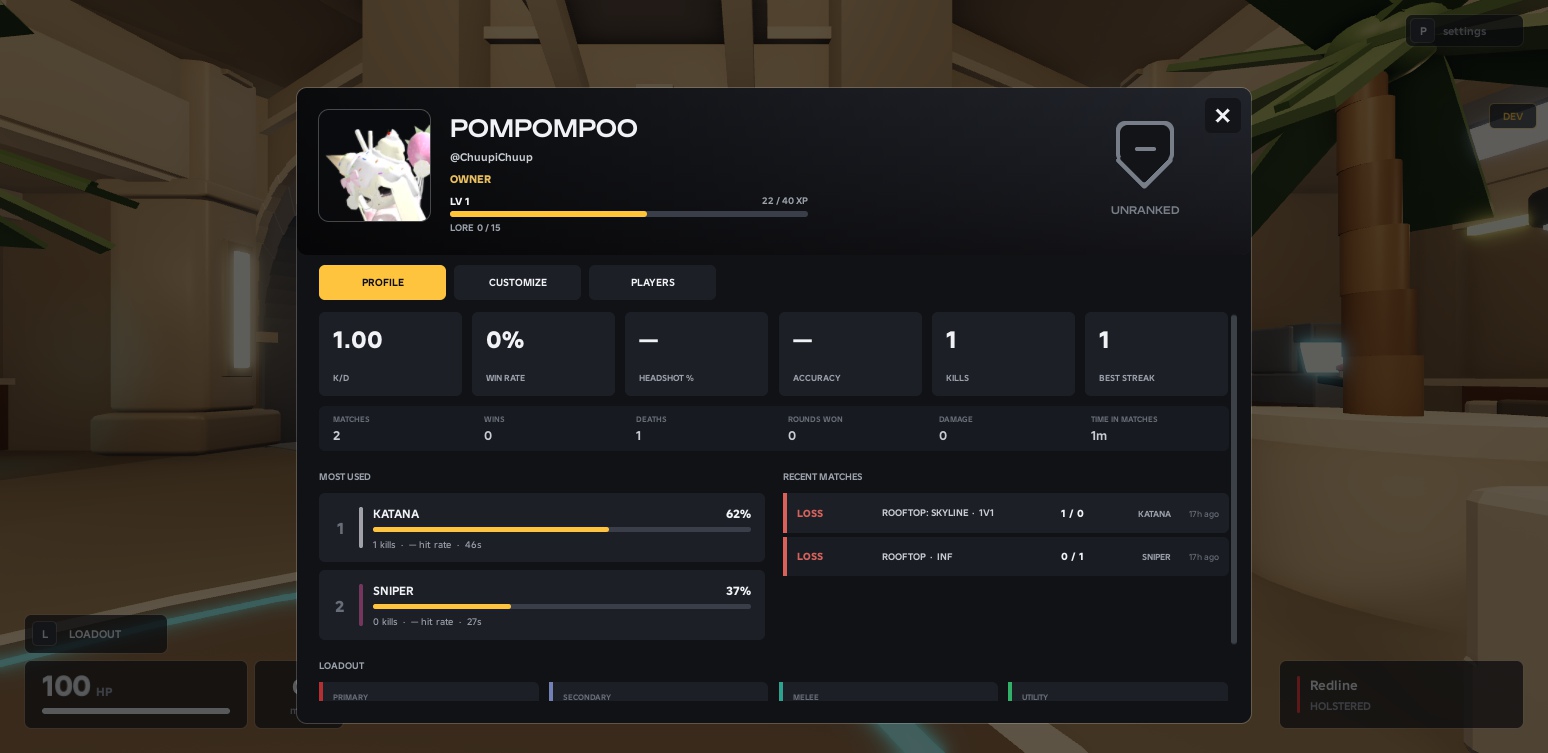 P settings
DEV
POMPOMPOO
@ChuupiChuup
OWNER
LV 1 22 / 40 XP
LORE 0 / 15
UNRANKED
PROFILE CUSTOMIZE PLAYERS
1.00 0% — — 1 1
K/D WIN RATE HEADSHOT % ACCURACY KILLS BEST STREAK
MATCHES WINS DEATHS ROUNDS WON DAMAGE TIME IN MATCHES
2 0 1 0 0 1m
MOST USED
1 KATANA 62%
1 kills · — hit rate · 46s
2 SNIPER 37%
0 kills · — hit rate · 27s
RECENT MATCHES
LOSS ROOFTOP: SKYLINE · 1V1 1 / 0 KATANA 17h ago
LOSS ROOFTOP · INF 0 / 1 SNIPER 17h ago
LOADOUT
PRIMARY SECONDARY MELEE UTILITY
L LOADOUT
100 HP
Redline
HOLSTERED